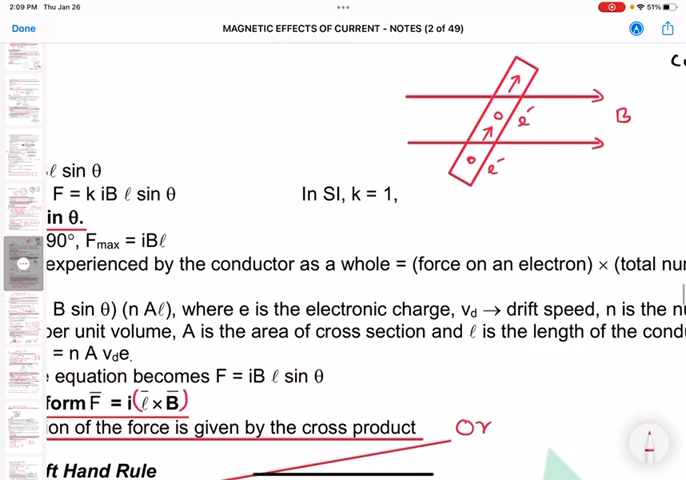 2:09 PM Thu Jan 26
51%
Done
MAGNETIC EFFECTS OF CURRENT - NOTES (2 of 49)
B
e⁻
e⁻
ℓ sin θ
F = k iB ℓ sin θ In SI, k = 1,
in θ.
90°, Fmax = iBℓ
experienced by the conductor as a whole = (force on an electron) × (total nu
B sin θ) (n Aℓ), where e is the electronic charge, vd → drift speed, n is the n
per unit volume, A is the area of cross section and ℓ is the length of the cond
= n A vde.
equation becomes F = iB ℓ sin θ
form F̅ = i(ℓ̅ × B̅)
ion of the force is given by the cross product or
ft Hand Rule